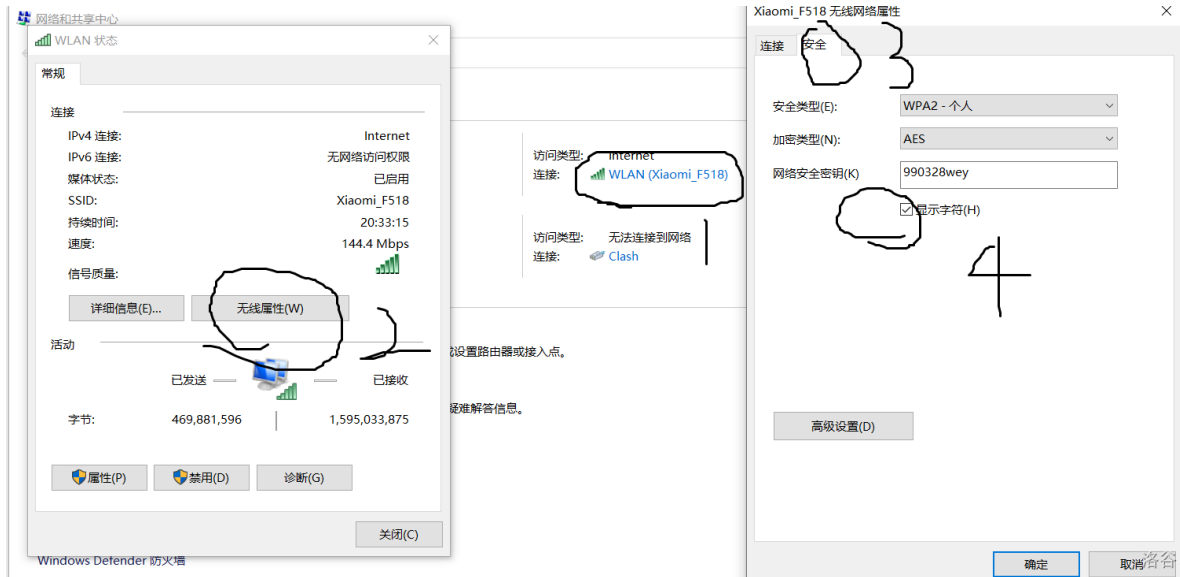 网络和共享中心
WLAN 状态
常规
连接
IPv4 连接: Internet
IPv6 连接: 无网络访问权限
媒体状态: 已启用
SSID: Xiaomi_F518
持续时间: 20:33:15
速度: 144.4 Mbps
信号质量:
详细信息(E)... 无线属性(W)
2
活动
已发送 已接收
字节: 469,881,596 1,595,033,875
属性(P) 禁用(D) 诊断(G)
关闭(C)
Windows Defender 防火墙
访问类型: Internet
连接: WLAN (Xiaomi_F518)
访问类型: 无法连接到网络
连接: Clash
1
设置路由器或接入点。
疑难解答信息。
Xiaomi_F518 无线网络属性
连接 安全
3
安全类型(E): WPA2 - 个人
加密类型(N): AES
网络安全密钥(K) 990328wey
显示字符(H)
4
高级设置(D)
确定 取消
洛谷